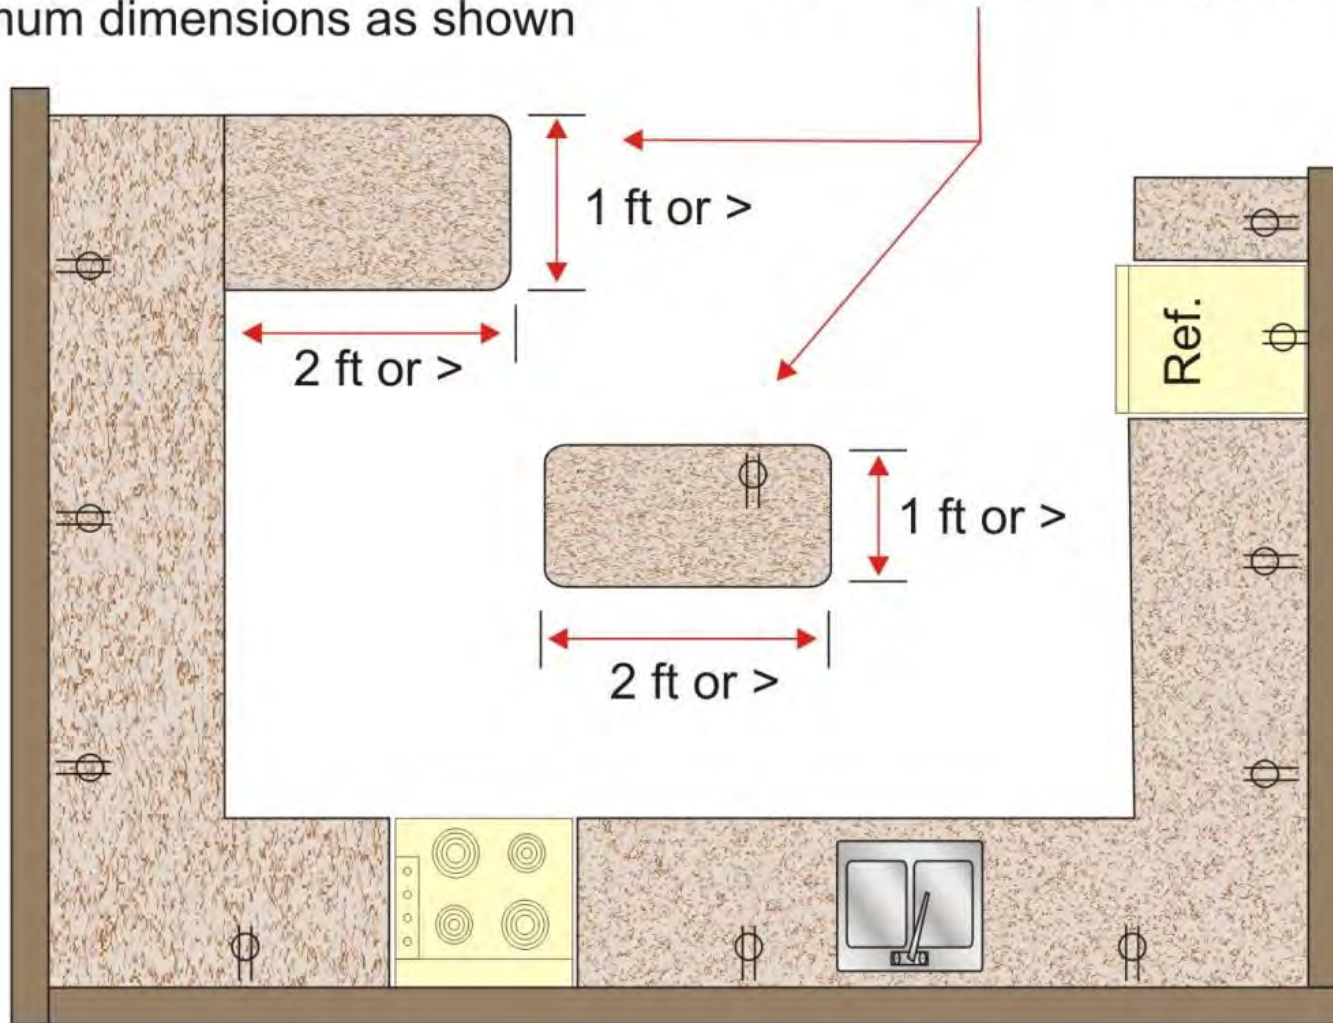 num dimensions as shown
1 ft or >
2 ft or >
Ref.
1 ft or >
2 ft or >